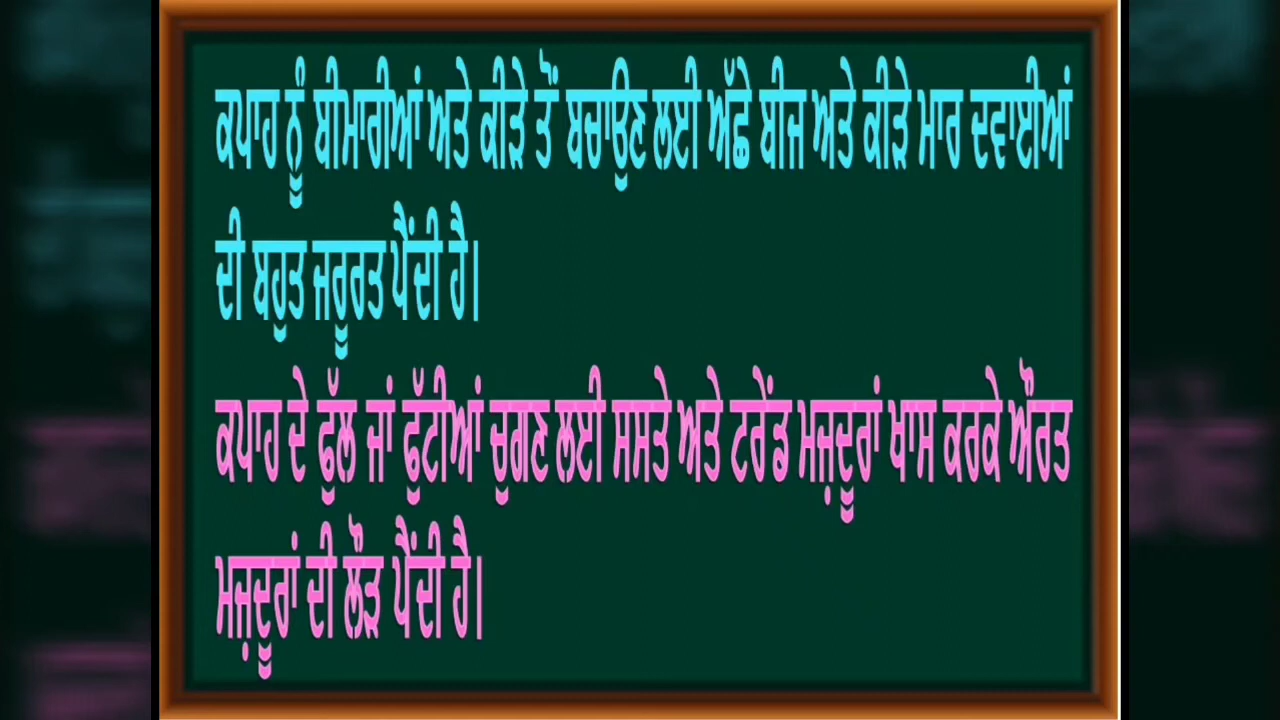 ਕਪਾਹ ਨੂੰ ਬੀਮਾਰੀਆਂ ਅਤੇ ਕੀੜੇ ਤੋਂ ਬਚਾਉਣ ਲਈ ਅੱਛੇ ਬੀਜ ਅਤੇ ਕੀੜੇ ਮਾਰ ਦਵਾਈਆਂ
ਦੀ ਬਹੁਤ ਜਰੂਰਤ ਪੈਂਦੀ ਹੈ।
ਕਪਾਹ ਦੇ ਫੁੱਲ ਜਾਂ ਫੁੱਟੀਆਂ ਚੁਗਣ ਲਈ ਸਸਤੇ ਅਤੇ ਟਰੇਂਡ ਮਜ਼ਦੂਰਾਂ ਖਾਸ ਕਰਕੇ ਔਰਤ
ਮਜ਼ਦੂਰਾਂ ਦੀ ਲੌੜ ਪੈਂਦੀ ਹੈ।